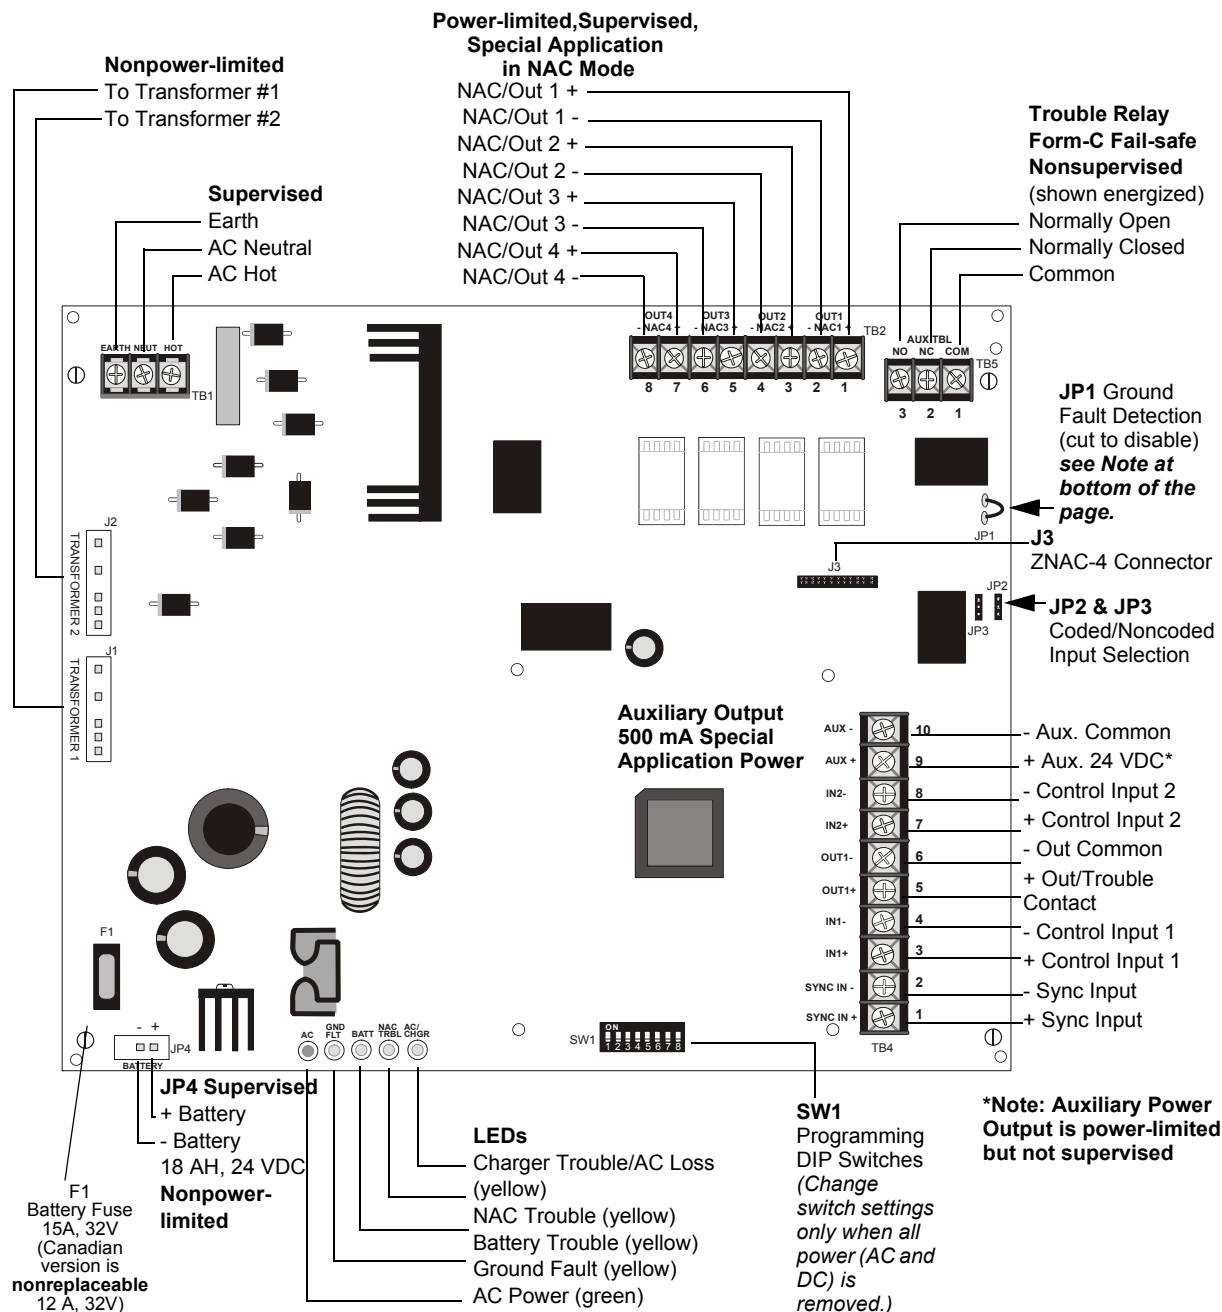 Power-limited,Supervised,
Special Application
in NAC Mode
NAC/Out 1 +
NAC/Out 1 -
NAC/Out 2 +
NAC/Out 2 -
NAC/Out 3 +
NAC/Out 3 -
NAC/Out 4 +
NAC/Out 4 -
Nonpower-limited
To Transformer #1
To Transformer #2
Supervised
Earth
AC Neutral
AC Hot
Trouble Relay
Form-C Fail-safe
Nonsupervised
(shown energized)
Normally Open
Normally Closed
Common
EARTH NEUT HOT
TB1
OUT4 OUT3 OUT2 OUT1
- NAC4 + - NAC3 + - NAC2 + - NAC1 +
TB2
8 7 6 5 4 3 2 1
AUX/TBL
NO NC COM
TB5
3 2 1
JP1 Ground
Fault Detection
(cut to disable)
see Note at
bottom of the
page.
JP1
J3
ZNAC-4 Connector
J3
JP2
JP3
JP2 & JP3
Coded/Noncoded
Input Selection
J2
TRANSFORMER 2
J1
TRANSFORMER 1
Auxiliary Output
500 mA Special
Application Power
AUX - 10 - Aux. Common
AUX + 9 + Aux. 24 VDC*
IN2- 8 - Control Input 2
IN2+ 7 + Control Input 2
OUT1- 6 - Out Common
OUT1+ 5 + Out/Trouble
Contact
IN1- 4 - Control Input 1
IN1+ 3 + Control Input 1
SYNC IN - 2 - Sync Input
SYNC IN + 1 + Sync Input
TB4
F1
- +
JP4
BATTERY
AC
GND
FLT
BATT
NAC
TRBL
AC/
CHGR
SW1
ON
1 2 3 4 5 6 7 8
JP4 Supervised
+ Battery
- Battery
18 AH, 24 VDC
Nonpower-
limited
F1
Battery Fuse
15A, 32V
(Canadian
version is
nonreplaceable
12 A, 32V)
LEDs
Charger Trouble/AC Loss
(yellow)
NAC Trouble (yellow)
Battery Trouble (yellow)
Ground Fault (yellow)
AC Power (green)
SW1
Programming
DIP Switches
(Change
switch settings
only when all
power (AC and
DC) is
removed.)
*Note: Auxiliary Power
Output is power-limited
but not supervised